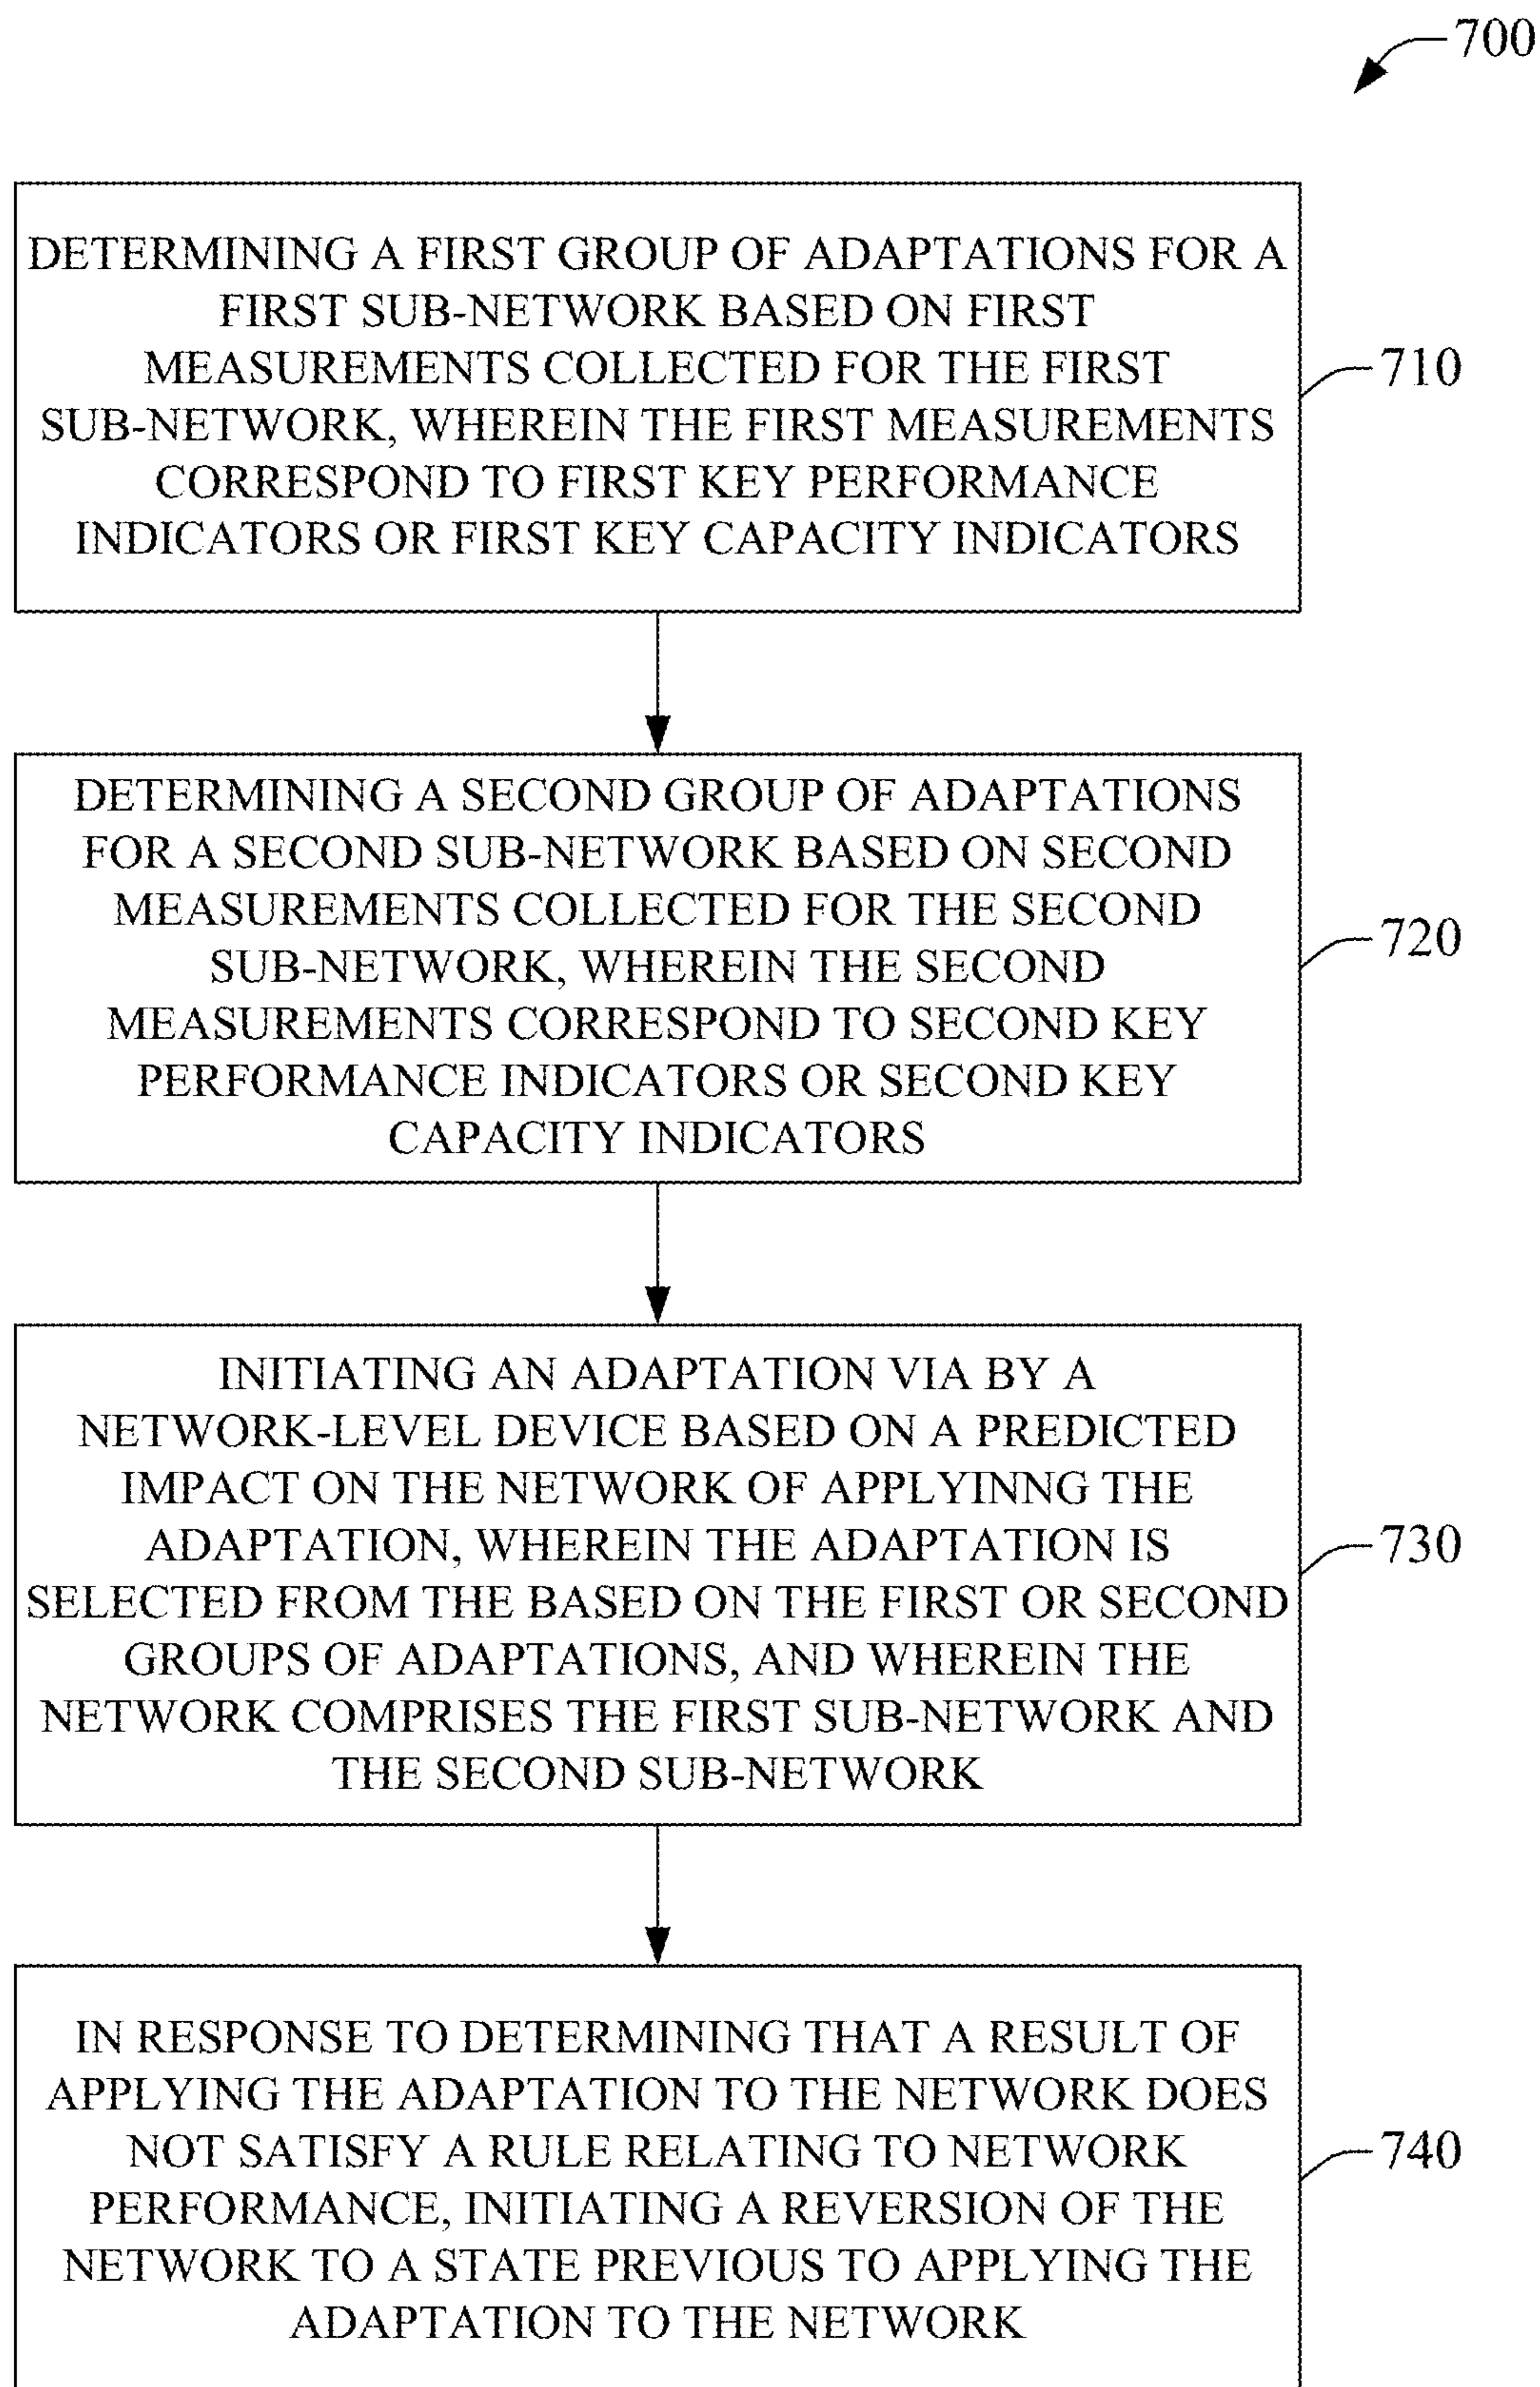 700
DETERMINING A FIRST GROUP OF ADAPTATIONS FOR A
FIRST SUB-NETWORK BASED ON FIRST
MEASUREMENTS COLLECTED FOR THE FIRST
SUB-NETWORK, WHEREIN THE FIRST MEASUREMENTS
CORRESPOND TO FIRST KEY PERFORMANCE
INDICATORS OR FIRST KEY CAPACITY INDICATORS
710
DETERMINING A SECOND GROUP OF ADAPTATIONS
FOR A SECOND SUB-NETWORK BASED ON SECOND
MEASUREMENTS COLLECTED FOR THE SECOND
SUB-NETWORK, WHEREIN THE SECOND
MEASUREMENTS CORRESPOND TO SECOND KEY
PERFORMANCE INDICATORS OR SECOND KEY
CAPACITY INDICATORS
720
INITIATING AN ADAPTATION VIA BY A
NETWORK-LEVEL DEVICE BASED ON A PREDICTED
IMPACT ON THE NETWORK OF APPLYINNG THE
ADAPTATION, WHEREIN THE ADAPTATION IS
SELECTED FROM THE BASED ON THE FIRST OR SECOND
GROUPS OF ADAPTATIONS, AND WHEREIN THE
NETWORK COMPRISES THE FIRST SUB-NETWORK AND
THE SECOND SUB-NETWORK
730
IN RESPONSE TO DETERMINING THAT A RESULT OF
APPLYING THE ADAPTATION TO THE NETWORK DOES
NOT SATISFY A RULE RELATING TO NETWORK
PERFORMANCE, INITIATING A REVERSION OF THE
NETWORK TO A STATE PREVIOUS TO APPLYING THE
ADAPTATION TO THE NETWORK
740